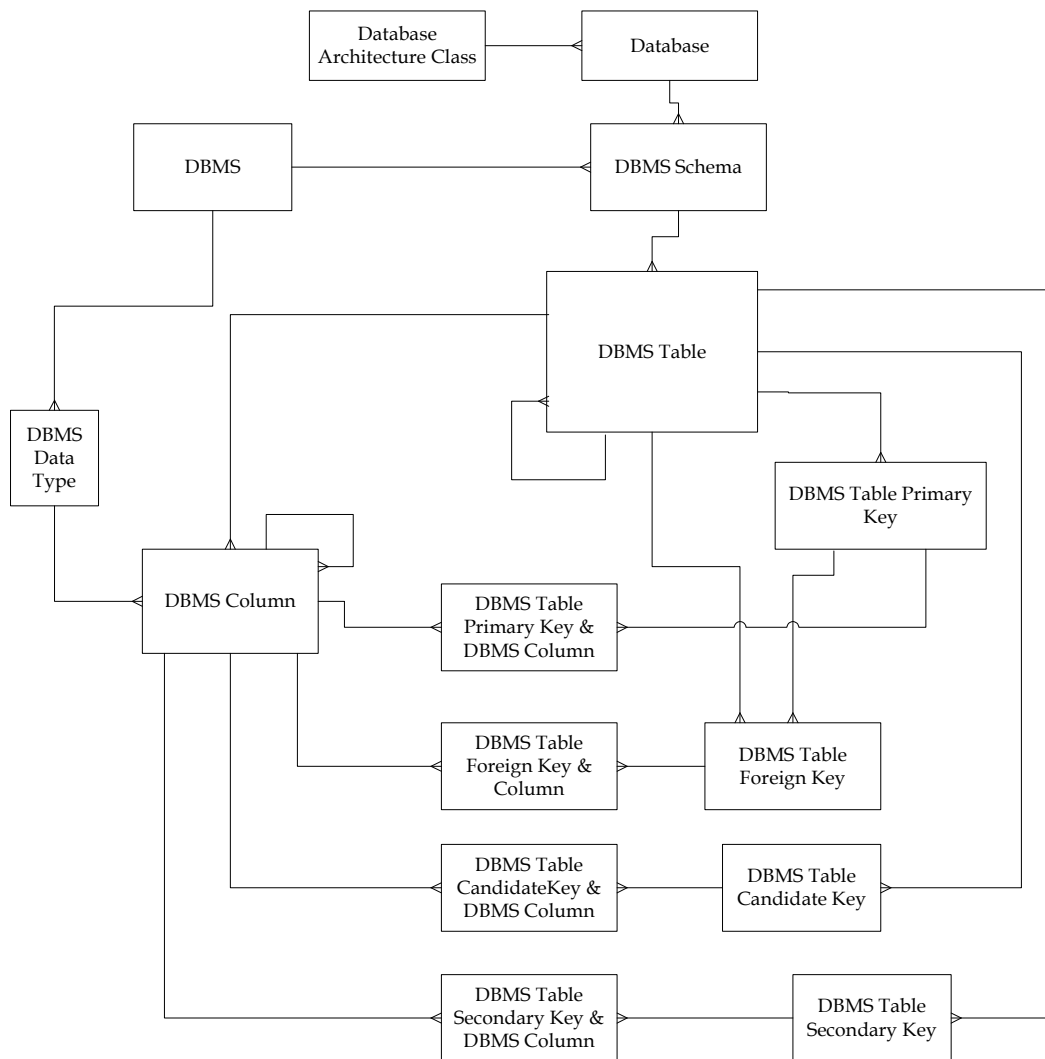 Database
Architecture Class
Database
DBMS
DBMS Schema
DBMS Table
DBMS
Data
Type
DBMS Table Primary
Key
DBMS Column
DBMS Table
Primary Key &
DBMS Column
DBMS Table
Foreign Key &
Column
DBMS Table
Foreign Key
DBMS Table
CandidateKey &
DBMS Column
DBMS Table
Candidate Key
DBMS Table
Secondary Key &
DBMS Column
DBMS Table
Secondary Key